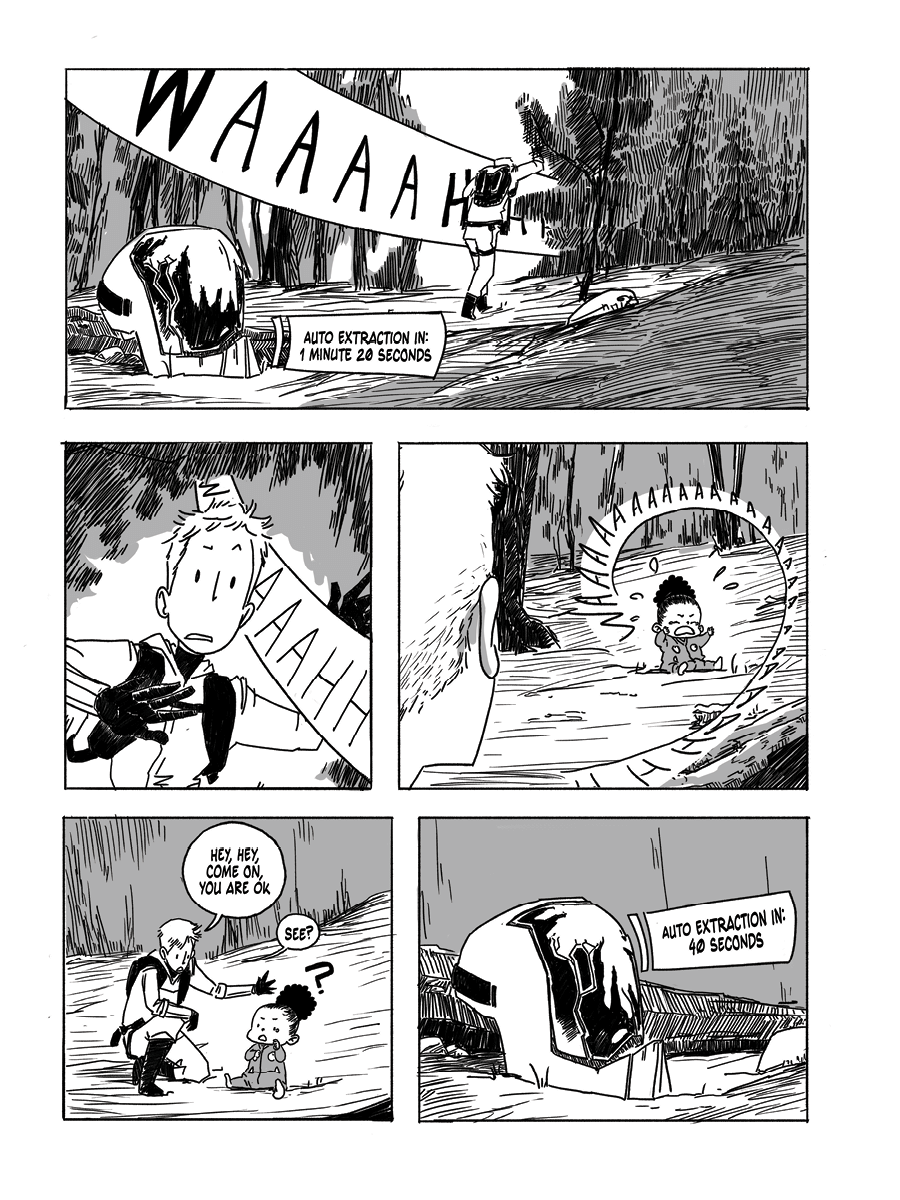 WAAAAH
AUTO EXTRACTION IN:
1 MINUTE 20 SECONDS
W
AAAHH
WAAAHAAAAAAAAAAA
HEY, HEY,
COME ON,
YOU ARE OK
SEE?
?
AUTO EXTRACTION IN:
40 SECONDS